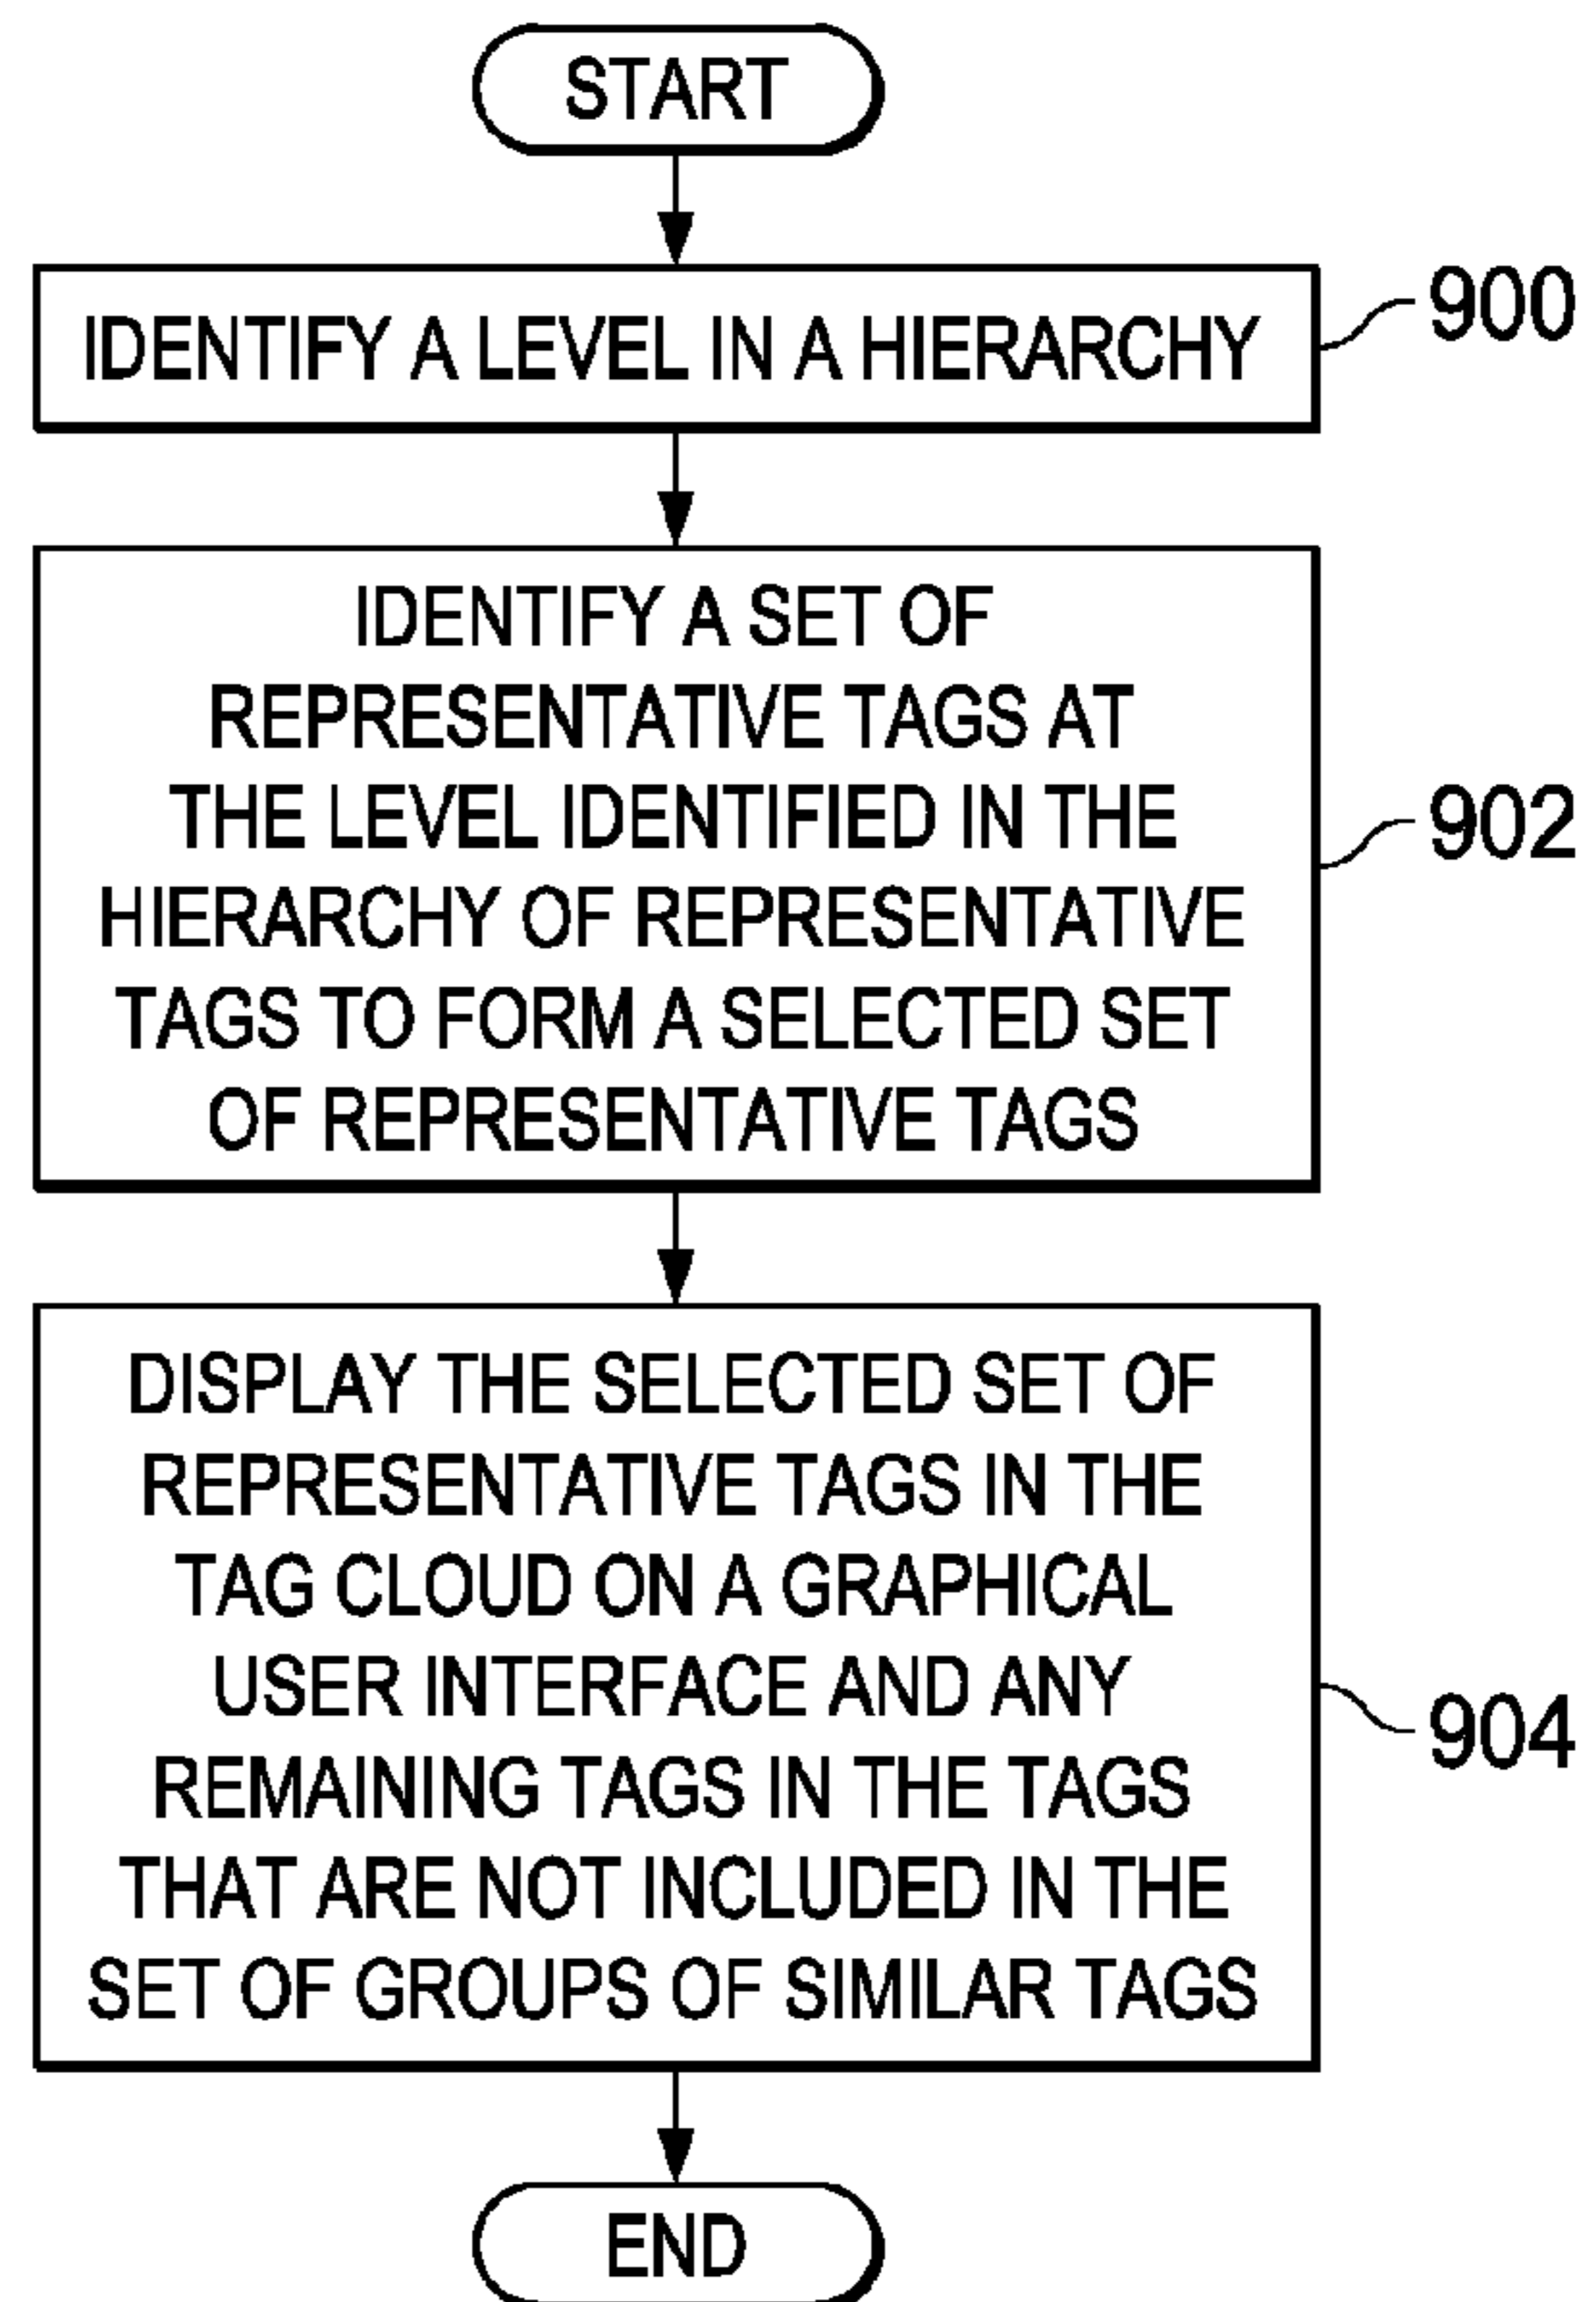 START
IDENTIFY A LEVEL IN A HIERARCHY
900
IDENTIFY A SET OF
REPRESENTATIVE TAGS AT
THE LEVEL IDENTIFIED IN THE
HIERARCHY OF REPRESENTATIVE
TAGS TO FORM A SELECTED SET
OF REPRESENTATIVE TAGS
902
DISPLAY THE SELECTED SET OF
REPRESENTATIVE TAGS IN THE
TAG CLOUD ON A GRAPHICAL
USER INTERFACE AND ANY
REMAINING TAGS IN THE TAGS
THAT ARE NOT INCLUDED IN THE
SET OF GROUPS OF SIMILAR TAGS
904
END